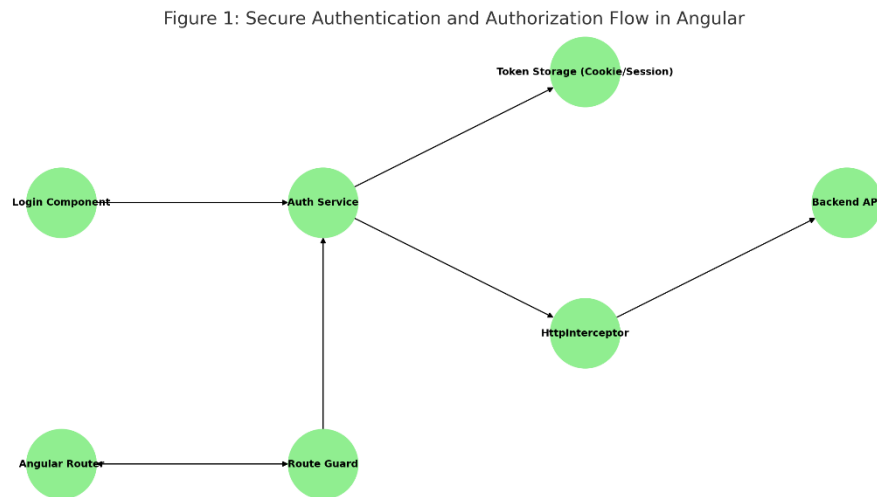 Figure 1: Secure Authentication and Authorization Flow in Angular
Token Storage (Cookie/Session)
Login Component
Auth Service
Backend AP
HttpInterceptor
Angular Router
Route Guard